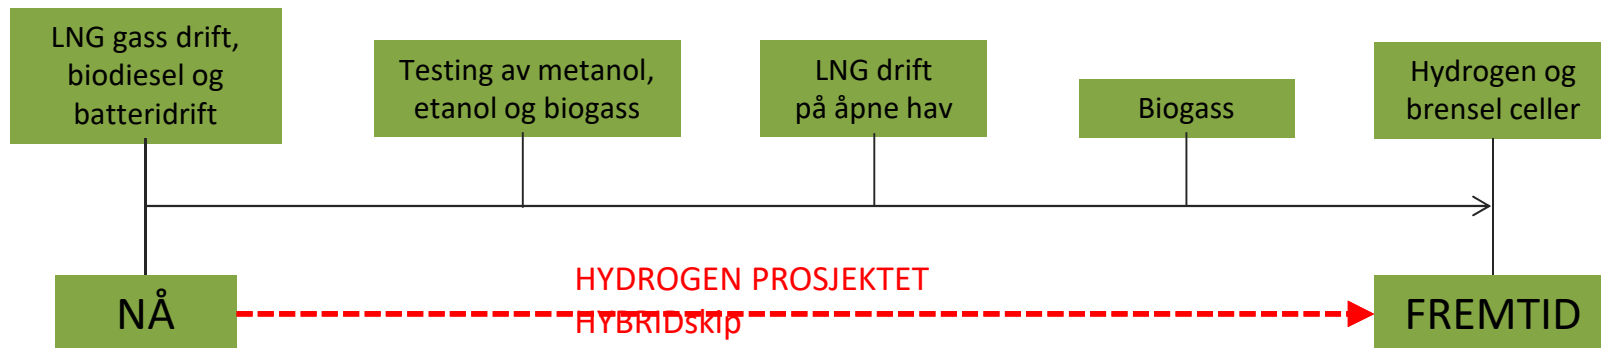 LNG gass drift,
biodiesel og
batteridrift
Testing av metanol,
etanol og biogass
LNG drift
på åpne hav
Biogass
Hydrogen og
brensel celler
NÅ
HYDROGEN PROSJEKTET
HYBRIDskip
FREMTID